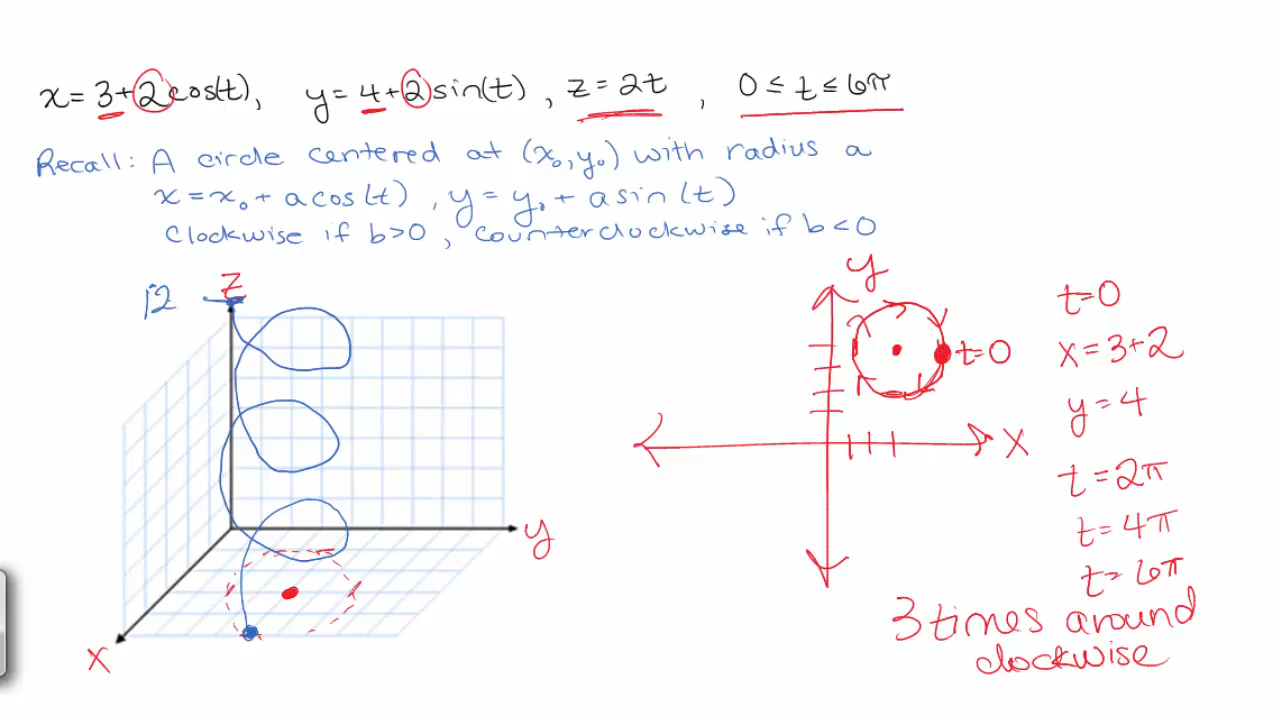 x = 3+2cos(t), y = 4+2sin(t), z = 2t, 0 ≤ t ≤ 6π
Recall: A circle centered at (x₀, y₀) with radius a
x = x₀ + a cos(t), y = y₀ + a sin(t)
Clockwise if b>0, counterclockwise if b<0
12
z
y
x
y
x
t=0
t=0
x = 3+2
y = 4
t = 2π
t = 4π
t = 6π
3 times around
clockwise